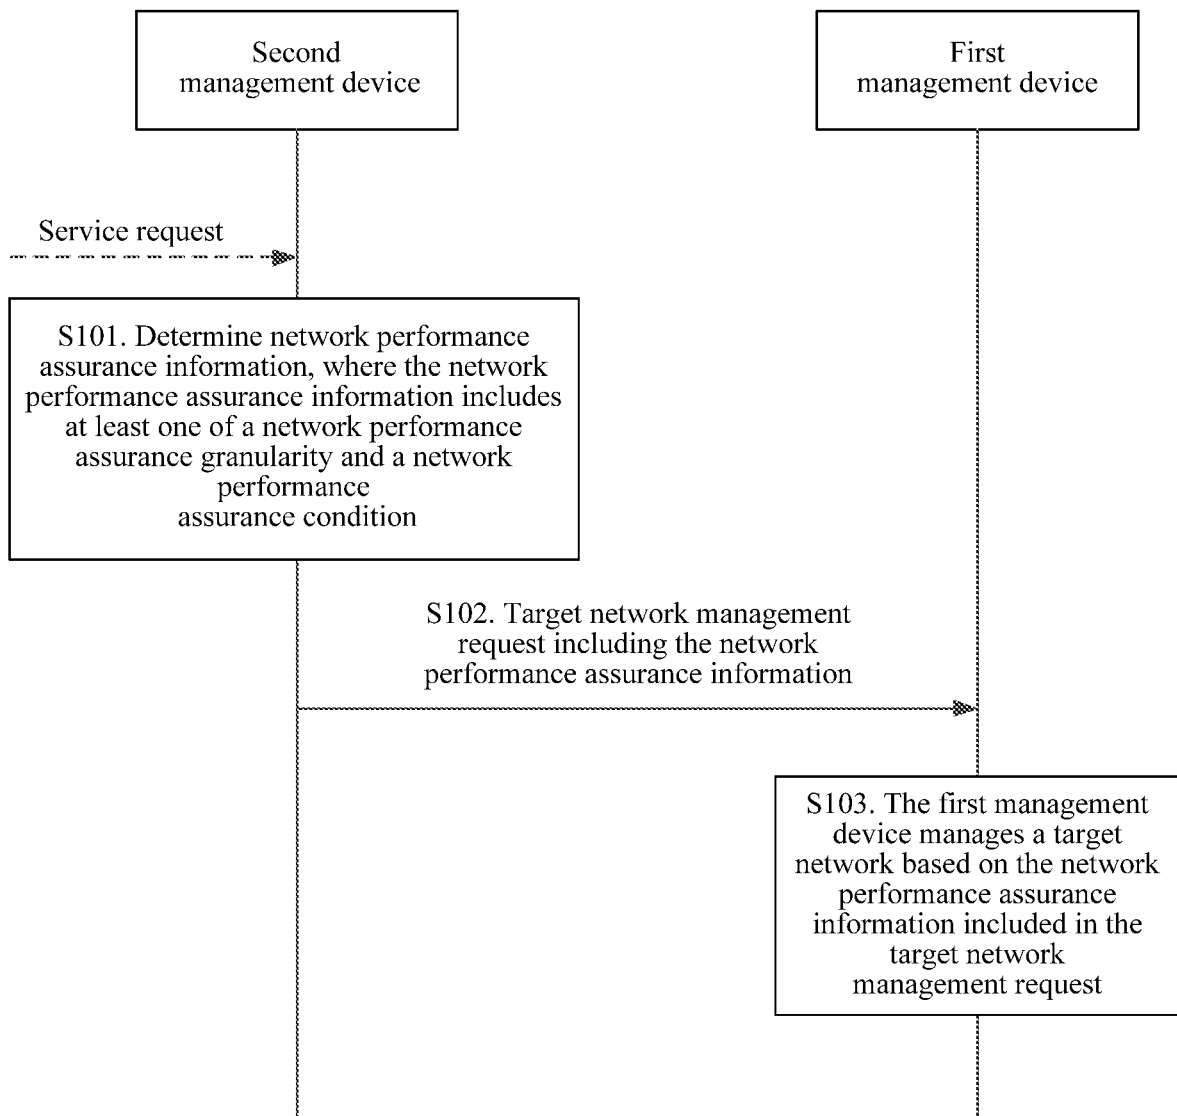 Second
management device
First
management device
Service request
S101. Determine network performance
assurance information, where the network
performance assurance information includes
at least one of a network performance
assurance granularity and a network
performance
assurance condition
S102. Target network management
request including the network
performance assurance information
S103. The first management
device manages a target
network based on the network
performance assurance
information included in the
target network
management request